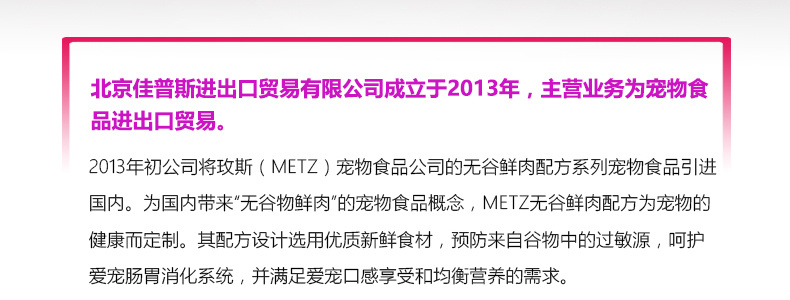 北京佳普斯进出口贸易有限公司成立于2013年，主营业务为宠物食
品进出口贸易。
2013年初公司将玫斯（METZ）宠物食品公司的无谷鲜肉配方系列宠物食品引进
国内。为国内带来“无谷物鲜肉”的宠物食品概念，METZ无谷鲜肉配方为宠物的
健康而定制。其配方设计选用优质新鲜食材，预防来自谷物中的过敏源，呵护
爱宠肠胃消化系统，并满足爱宠口感享受和均衡营养的需求。